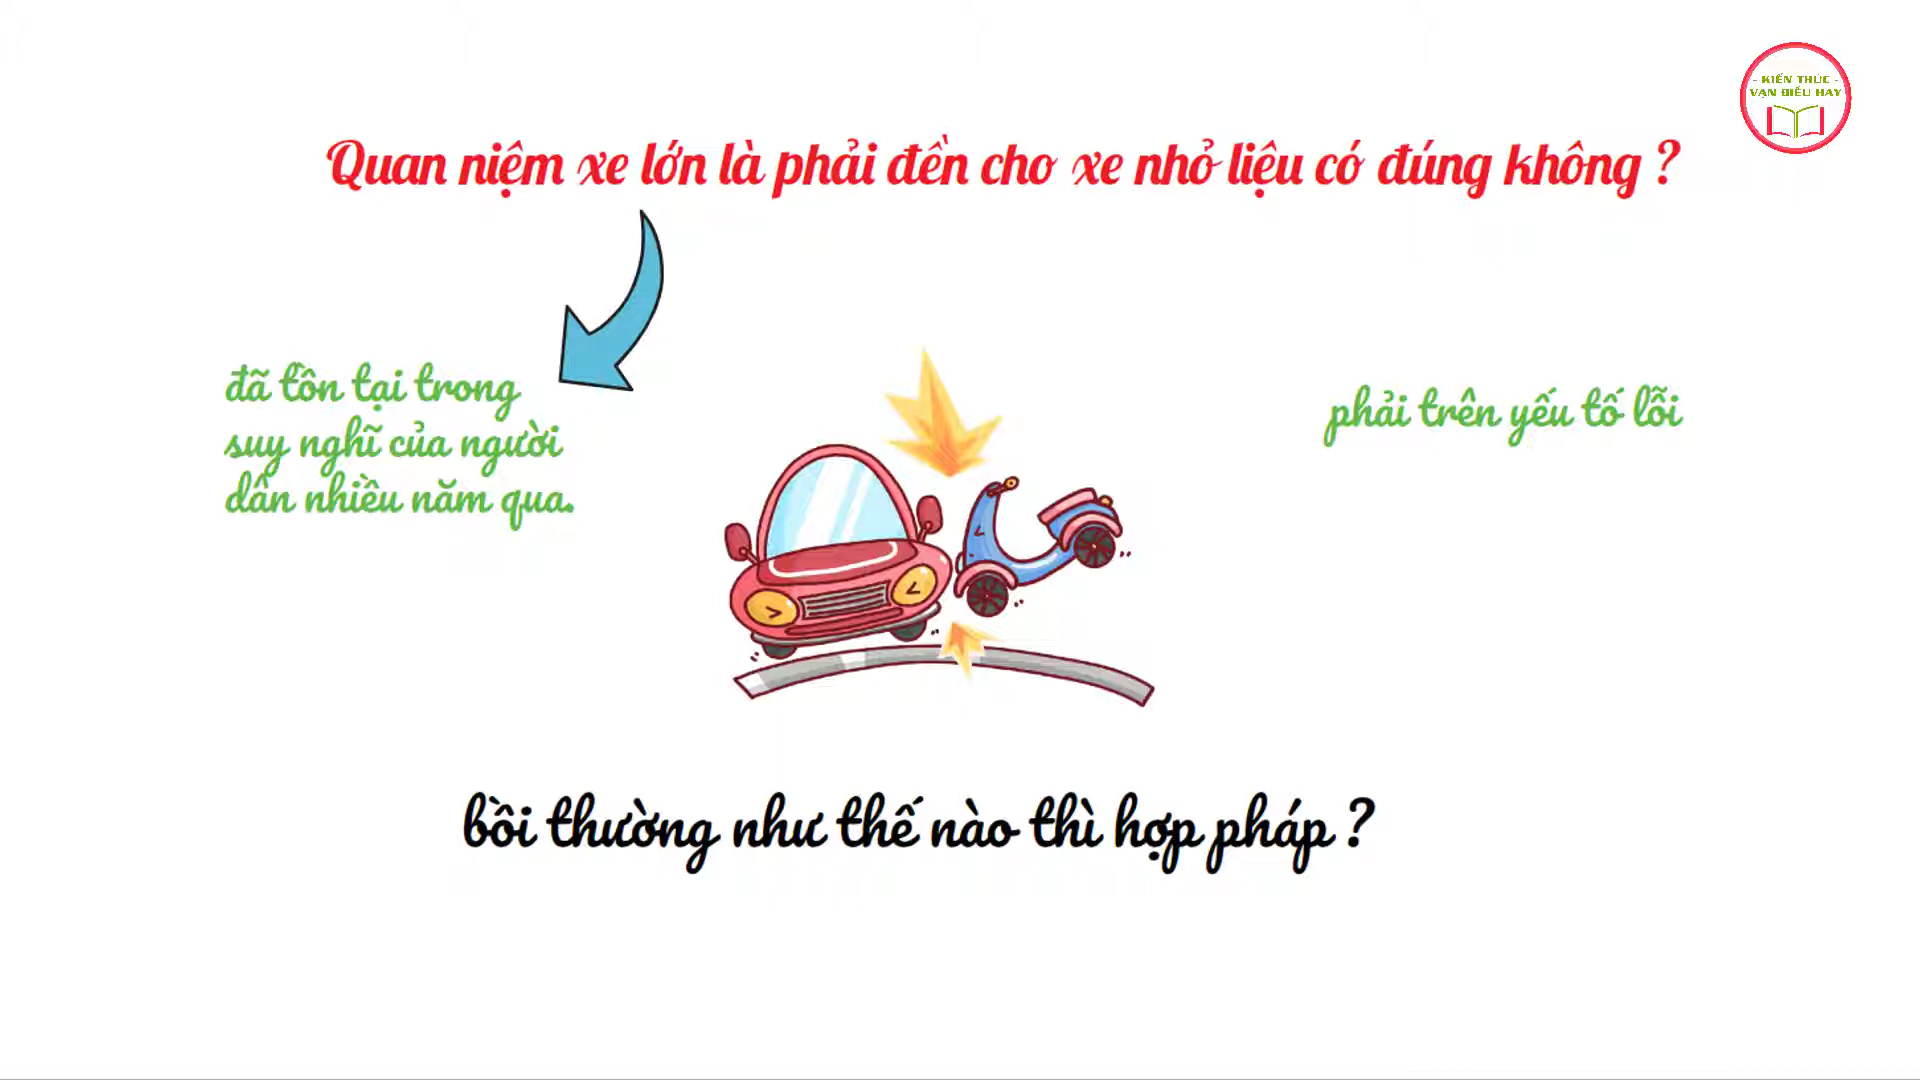 - KIẾN THỨC -
VẠN ĐIỀU HAY
Quan niệm xe lớn là phải đền cho xe nhỏ liệu có đúng không ?
đã tồn tại trong
suy nghĩ của người
dân nhiều năm qua.
phải trên yếu tố lỗi
bồi thường như thế nào thì hợp pháp ?